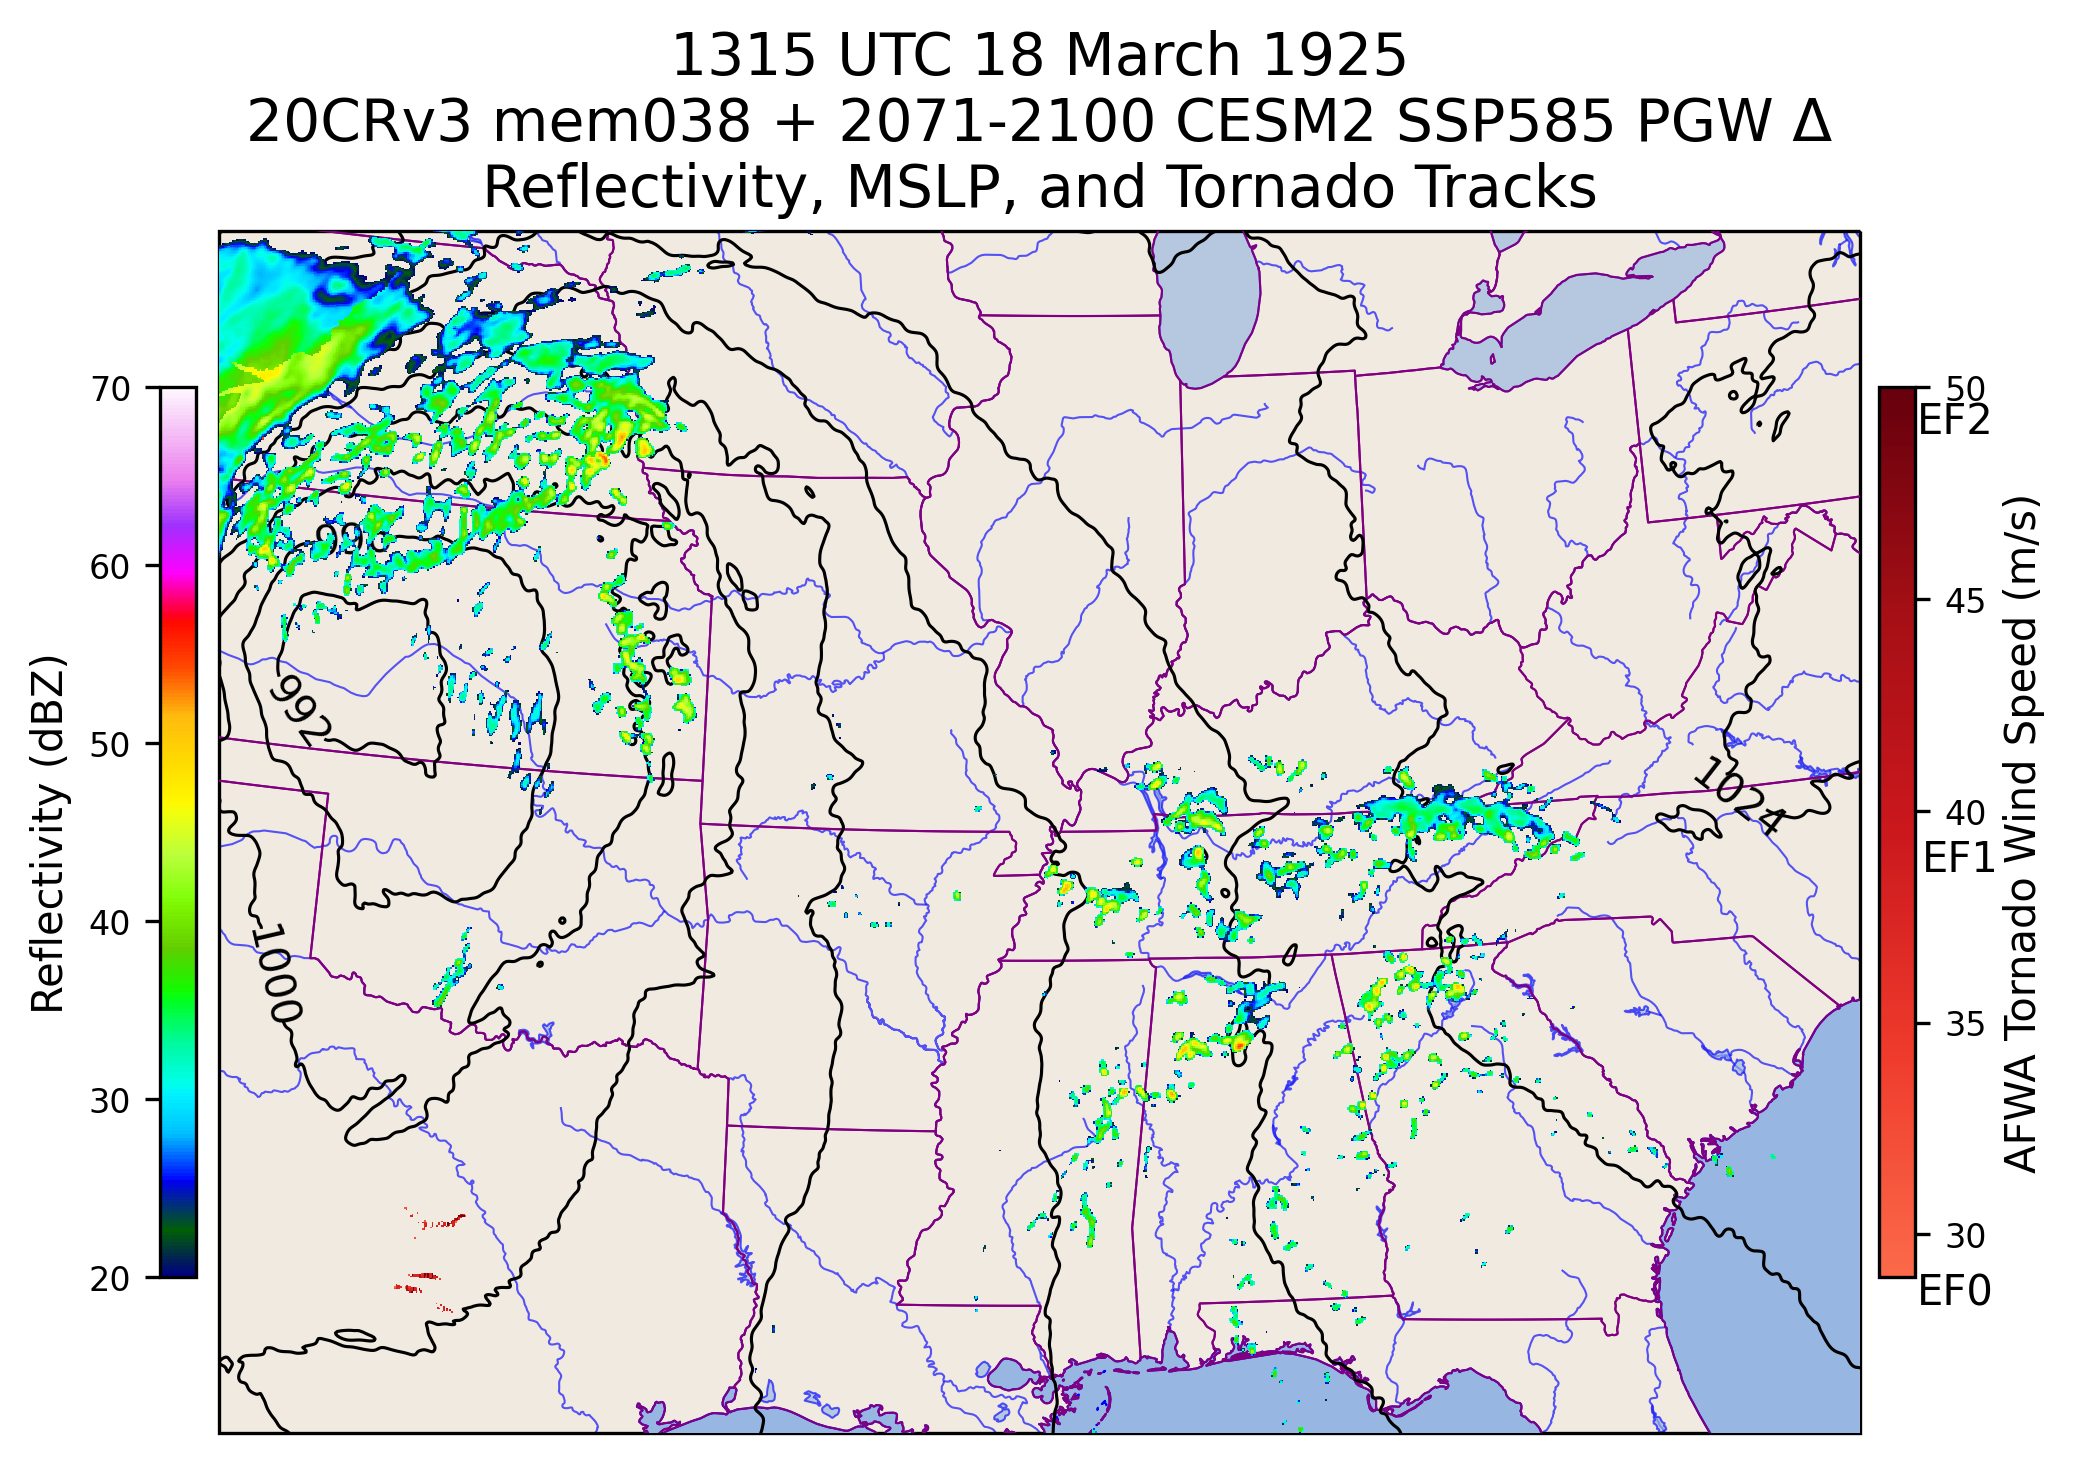 1315 UTC 18 March 1925
20CRv3 mem038 + 2071-2100 CESM2 SSP585 PGW Δ
Reflectivity, MSLP, and Tornado Tracks
Reflectivity (dBZ)
70
60
50
40
30
20
992
1000
1024
50
EF2
45
40
EF1
35
30
EF0
AFWA Tornado Wind Speed (m/s)